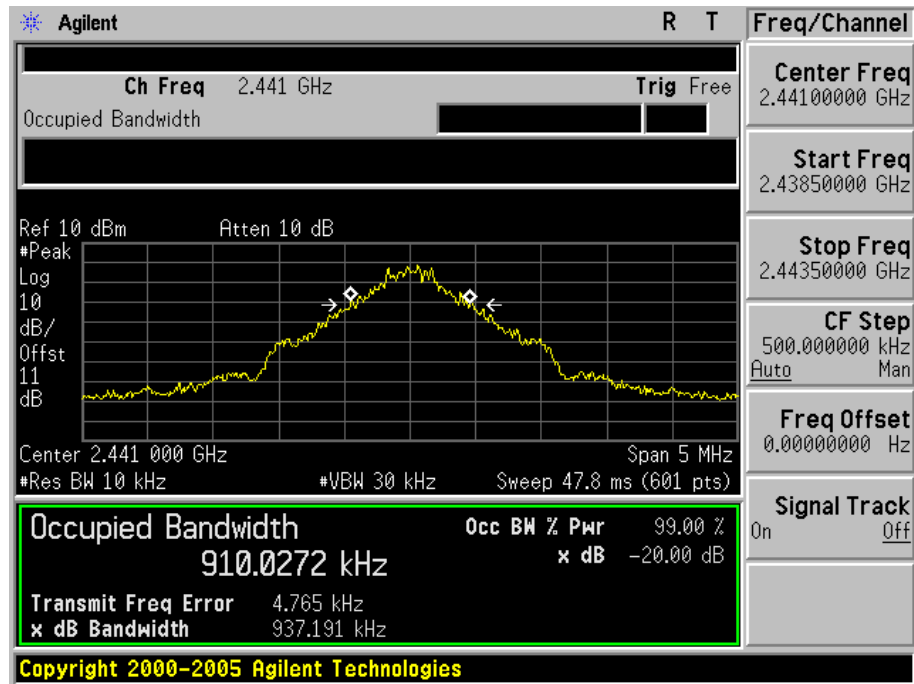 Agilent R T
Freq/Channel
Ch Freq 2.441 GHz Trig Free
Occupied Bandwidth
Center Freq
2.44100000 GHz
Start Freq
2.43850000 GHz
Stop Freq
2.44350000 GHz
CF Step
500.000000 kHz
Auto Man
Freq Offset
0.00000000 Hz
Signal Track
On Off
Ref 10 dBm Atten 10 dB
#Peak
Log
10
dB/
Offst
11
dB
Center 2.441 000 GHz Span 5 MHz
#Res BW 10 kHz #VBW 30 kHz Sweep 47.8 ms (601 pts)
Occupied Bandwidth Occ BW % Pwr 99.00 %
910.0272 kHz x dB -20.00 dB
Transmit Freq Error 4.765 kHz
x dB Bandwidth 937.191 kHz
Copyright 2000-2005 Agilent Technologies